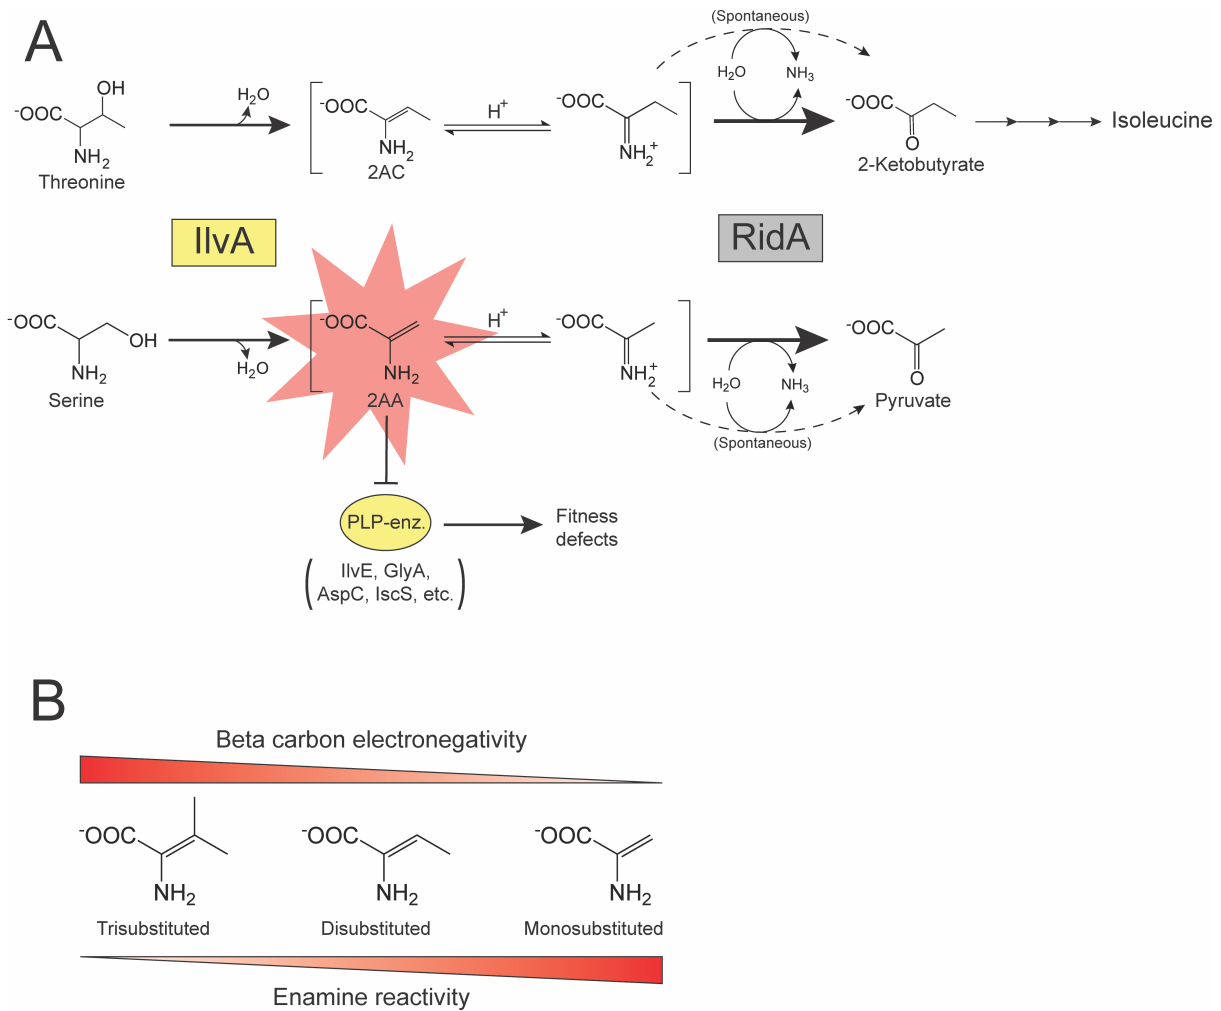 A
(Spontaneous)
H2O
NH3
OH
⁻OOC
NH2
Threonine
H2O
⁻OOC
NH2
2AC
H⁺
⁻OOC
NH2⁺
⁻OOC
O
2-Ketobutyrate
Isoleucine
IlvA
RidA
⁻OOC
OH
NH2
Serine
H2O
⁻OOC
NH2
2AA
H⁺
⁻OOC
NH2⁺
H2O
NH3
(Spontaneous)
⁻OOC
O
Pyruvate
PLP-enz.
Fitness
defects
IlvE, GlyA,
AspC, IscS, etc.
B
Beta carbon electronegativity
⁻OOC
NH2
Trisubstituted
⁻OOC
NH2
Disubstituted
⁻OOC
NH2
Monosubstituted
Enamine reactivity